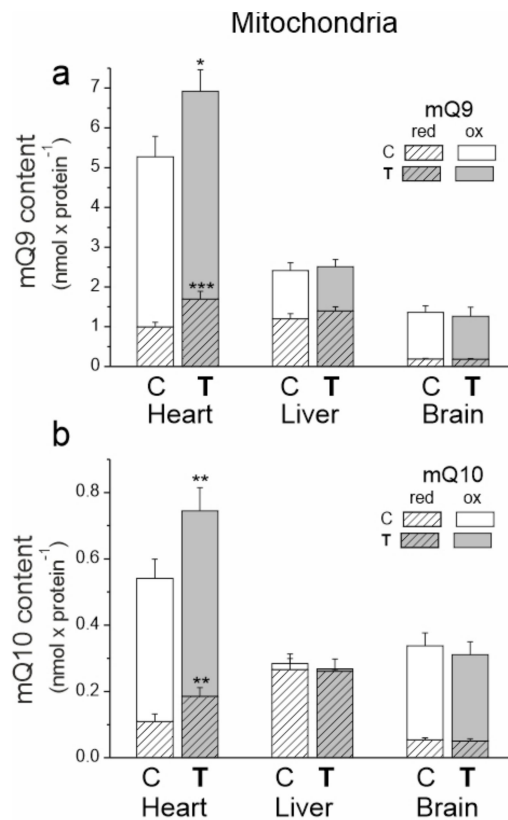 Mitochondria
a
mQ9 content
(nmol x protein⁻¹)
7
6
5
4
3
2
1
0
*
***
mQ9
red ox
C
T
C T C T C T
Heart Liver Brain
b
mQ10 content
(nmol x protein⁻¹)
0.8
0.6
0.4
0.2
0.0
**
**
mQ10
red ox
C
T
C T C T C T
Heart Liver Brain